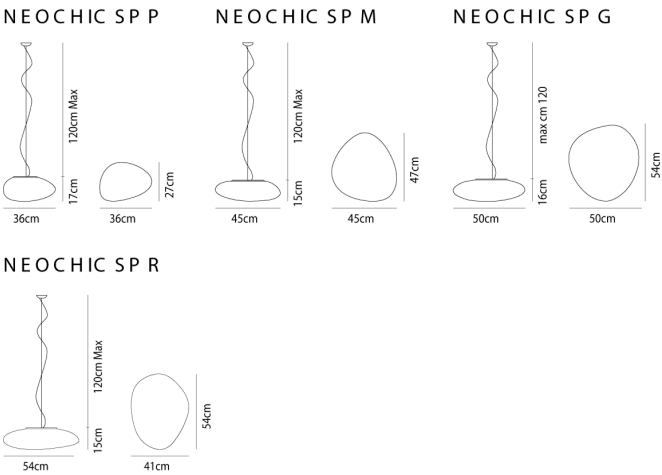 NEOCHIC SP P
120cm Max
17cm
36cm
27cm
36cm
NEOCHIC SP M
120cm Max
15cm
45cm
47cm
45cm
NEOCHIC SP G
max cm 120
16cm
50cm
54cm
50cm
NEOCHIC SP R
120cm Max
15cm
54cm
54cm
41cm